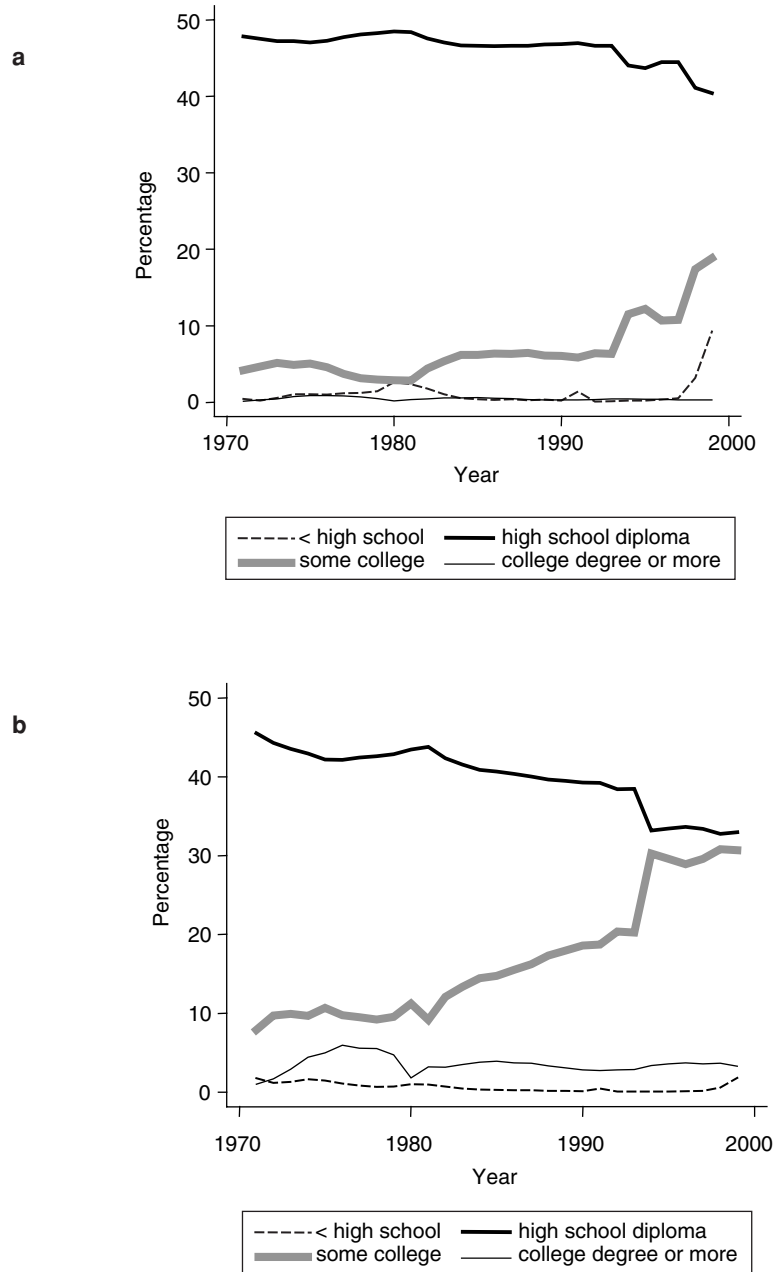 a
50
40
30
20
10
0
Percentage
1970 1980 1990 2000
Year
< high school high school diploma
some college college degree or more
b
50
40
30
20
10
0
Percentage
1970 1980 1990 2000
Year
< high school high school diploma
some college college degree or more